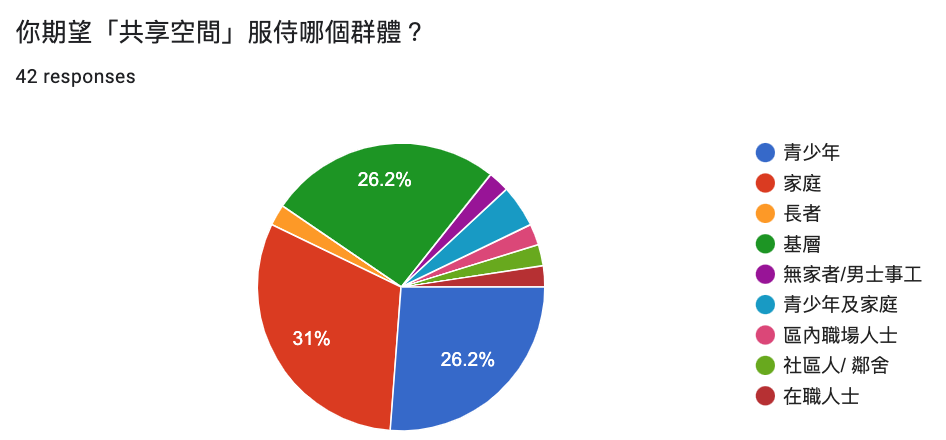 你期望「共享空間」服侍哪個群體？
42 responses
26.2%
31%
26.2%
青少年
家庭
長者
基層
無家者/男士事工
青少年及家庭
區內職場人士
社區人/ 鄰舍
在職人士